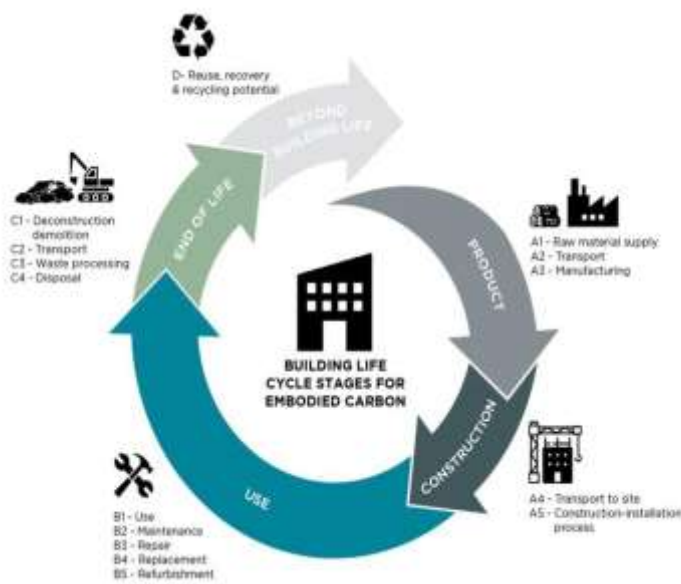 D- Reuse, recovery
& recycling potential
BEYOND
BUILDING LIFE
END OF LIFE
C1 - Deconstruction
demolition
C2 - Transport
C3 - Waste processing
C4 - Disposal
PRODUCT
A1 - Raw material supply
A2 - Transport
A3 - Manufacturing
BUILDING LIFE
CYCLE STAGES FOR
EMBODIED CARBON
CONSTRUCTION
A4 - Transport to site
A5 - Construction-installation
process
USE
B1 - Use
B2 - Maintenance
B3 - Repair
B4 - Replacement
B5 - Refurbishment